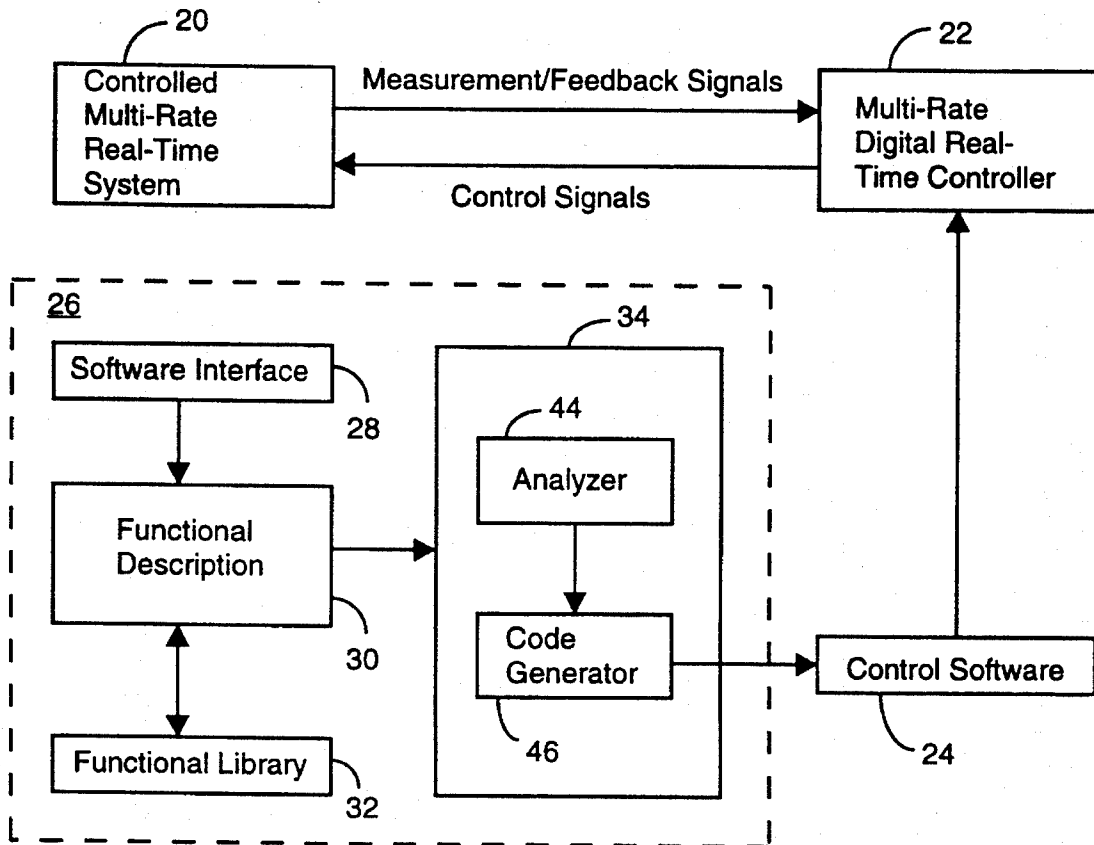 20
Controlled
Multi-Rate
Real-Time
System
Measurement/Feedback Signals
Control Signals
22
Multi-Rate
Digital Real-
Time Controller
26
Software Interface
28
Functional
Description
30
Functional Library
32
34
44
Analyzer
Code
Generator
46
Control Software
24